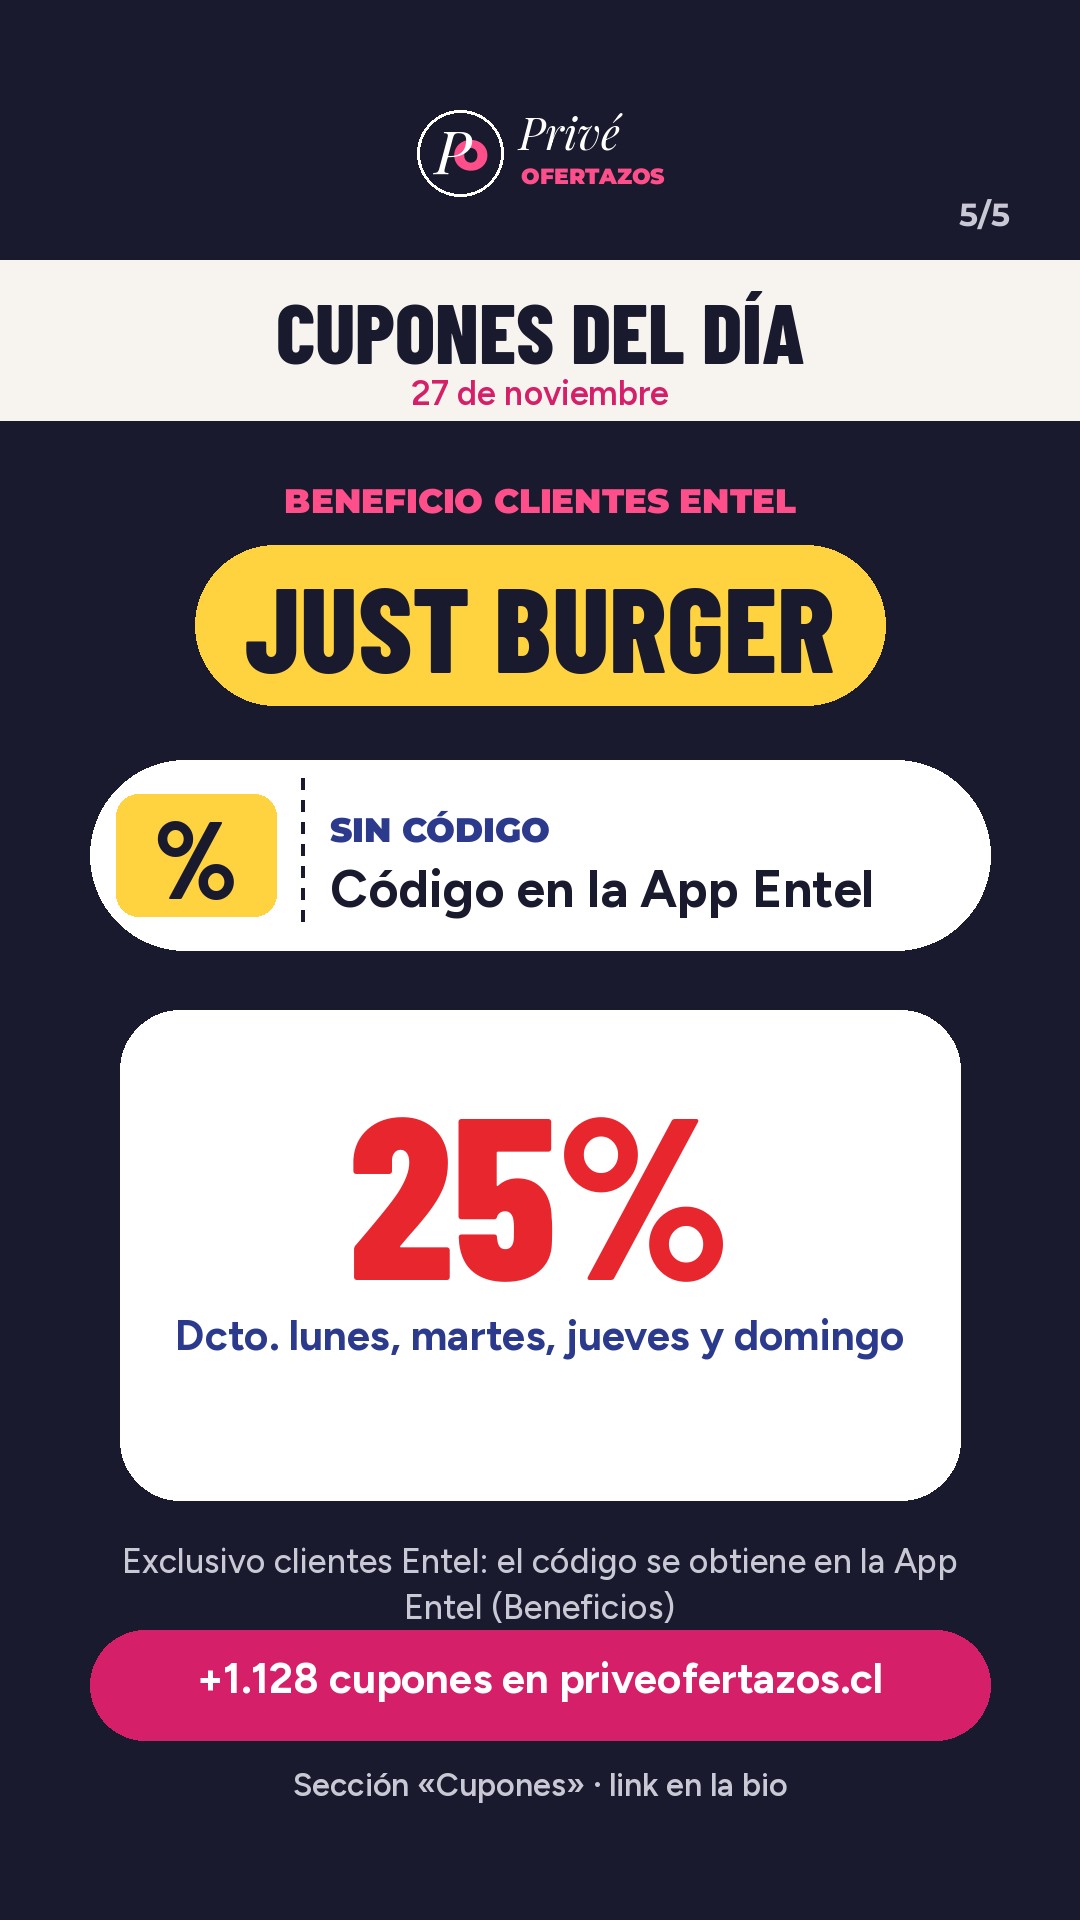 Po
Privé
OFERTAZOS
5/5
CUPONES DEL DÍA
27 de noviembre
BENEFICIO CLIENTES ENTEL
JUST BURGER
%
SIN CÓDIGO
Código en la App Entel
25%
Dcto. lunes, martes, jueves y domingo
Exclusivo clientes Entel: el código se obtiene en la App
Entel (Beneficios)
+1.128 cupones en priveofertazos.cl
Sección «Cupones» · link en la bio